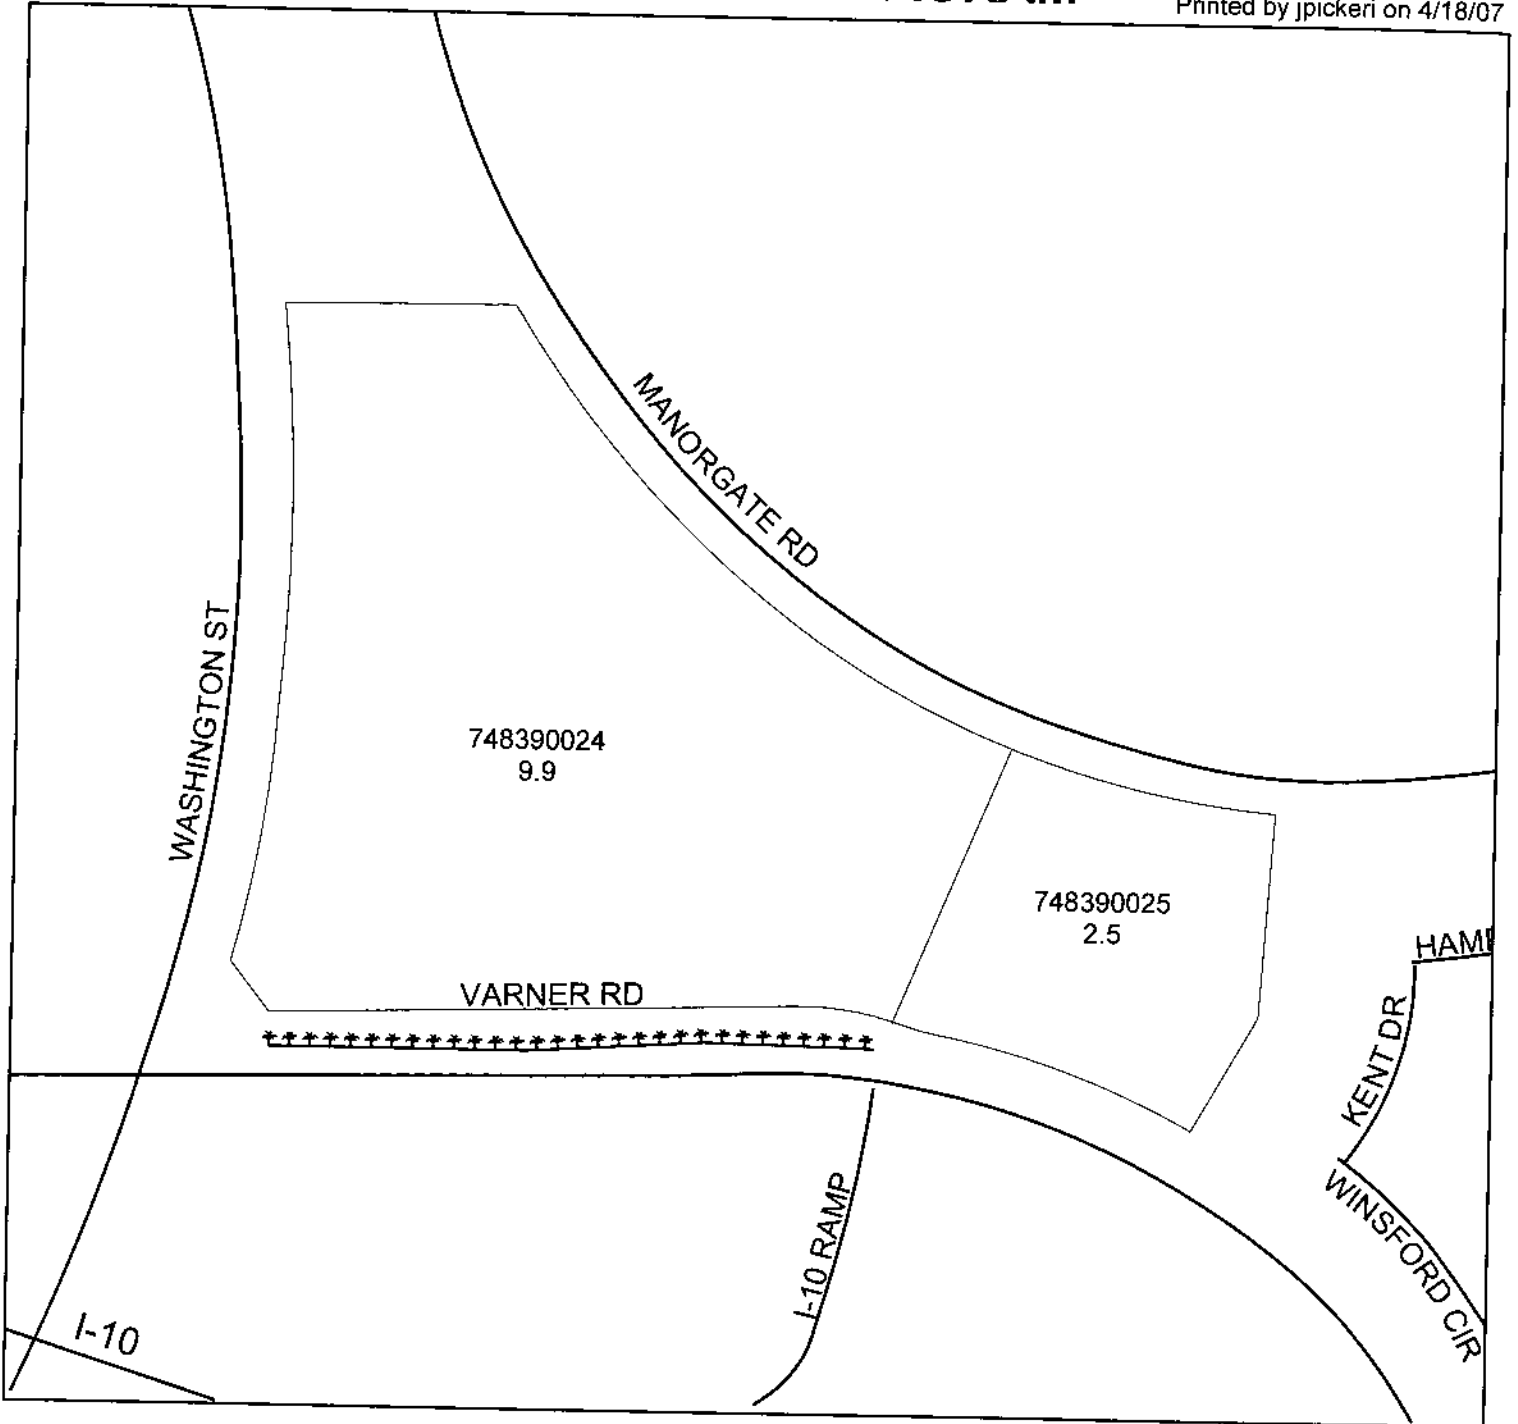 Printed by jpickeri on 4/18/07
MANORGATE RD
WASHINGTON ST
748390024
9.9
748390025
2.5
VARNER RD
KENT DR
WINSFORD CIR
I-10 RAMP
I-10